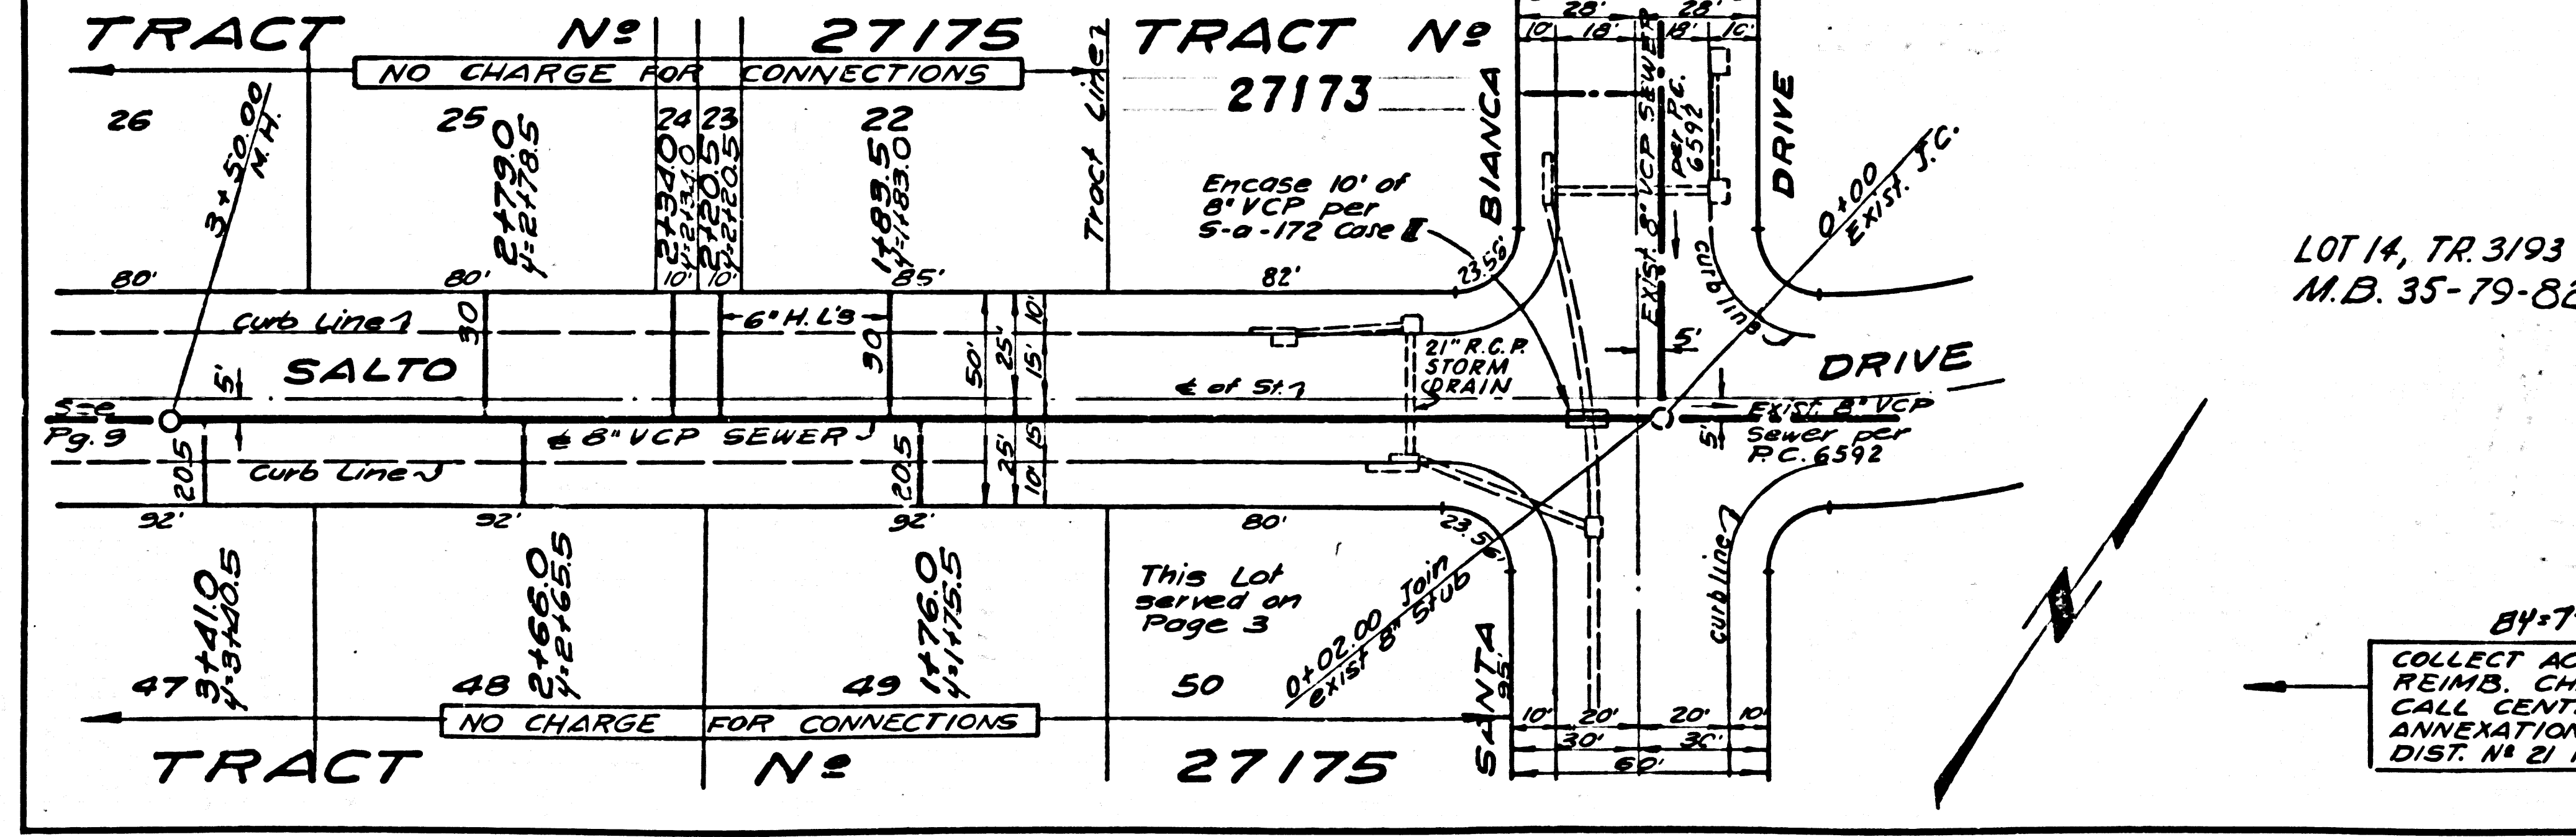 TRACT Nº 27175
NO CHARGE FOR CONNECTIONS
TRACT Nº
27173
26
3+50.00
M.H.
25
2+79.0
Y=2+78.5
24
2+34.0
23
2+20.5
Y=2+20.5
22
1+83.5
Y=1+83.0
Tract Line
80'
80'
10'
10'
85'
82'
Encase 10' of
8" VCP per
S-a-172 Case II
BIANCA
DRIVE
28'
28'
10'
18'
18'
10'
EXIST. 8" VCP SEWER
per P.C.
6592
23.56'
Curb line
0+00
Exist. J.C.
LOT 14, TR. 3193
M.B. 35-79-82
Curb Line
30
6" H.L's
30
50'
25'
25'
10'
15'
15'
10'
SALTO
5'
21" R.C.P.
STORM
DRAIN
℄ of St.
5'
DRIVE
Pg. 9
8" VCP SEWER
Exist. 8" VCP
Sewer per
P.C. 6592
5'
20.5
Curb Line
20.5
92'
92'
92'
80'
23.56'
3+41.0
Y=3+40.5
47
2+66.0
Y=2+65.5
48
1+76.0
Y=1+75.5
49
This Lot
served on
Page 3
50
0+02.00 Join
exist 8" Stub
SANTA
95'
Curb line
10'
20'
20'
10'
30'
30'
60'
NO CHARGE FOR CONNECTIONS
TRACT Nº 27175
COLLECT
REIMB.
CALL
ANNEXATION
DIST. Nº 21